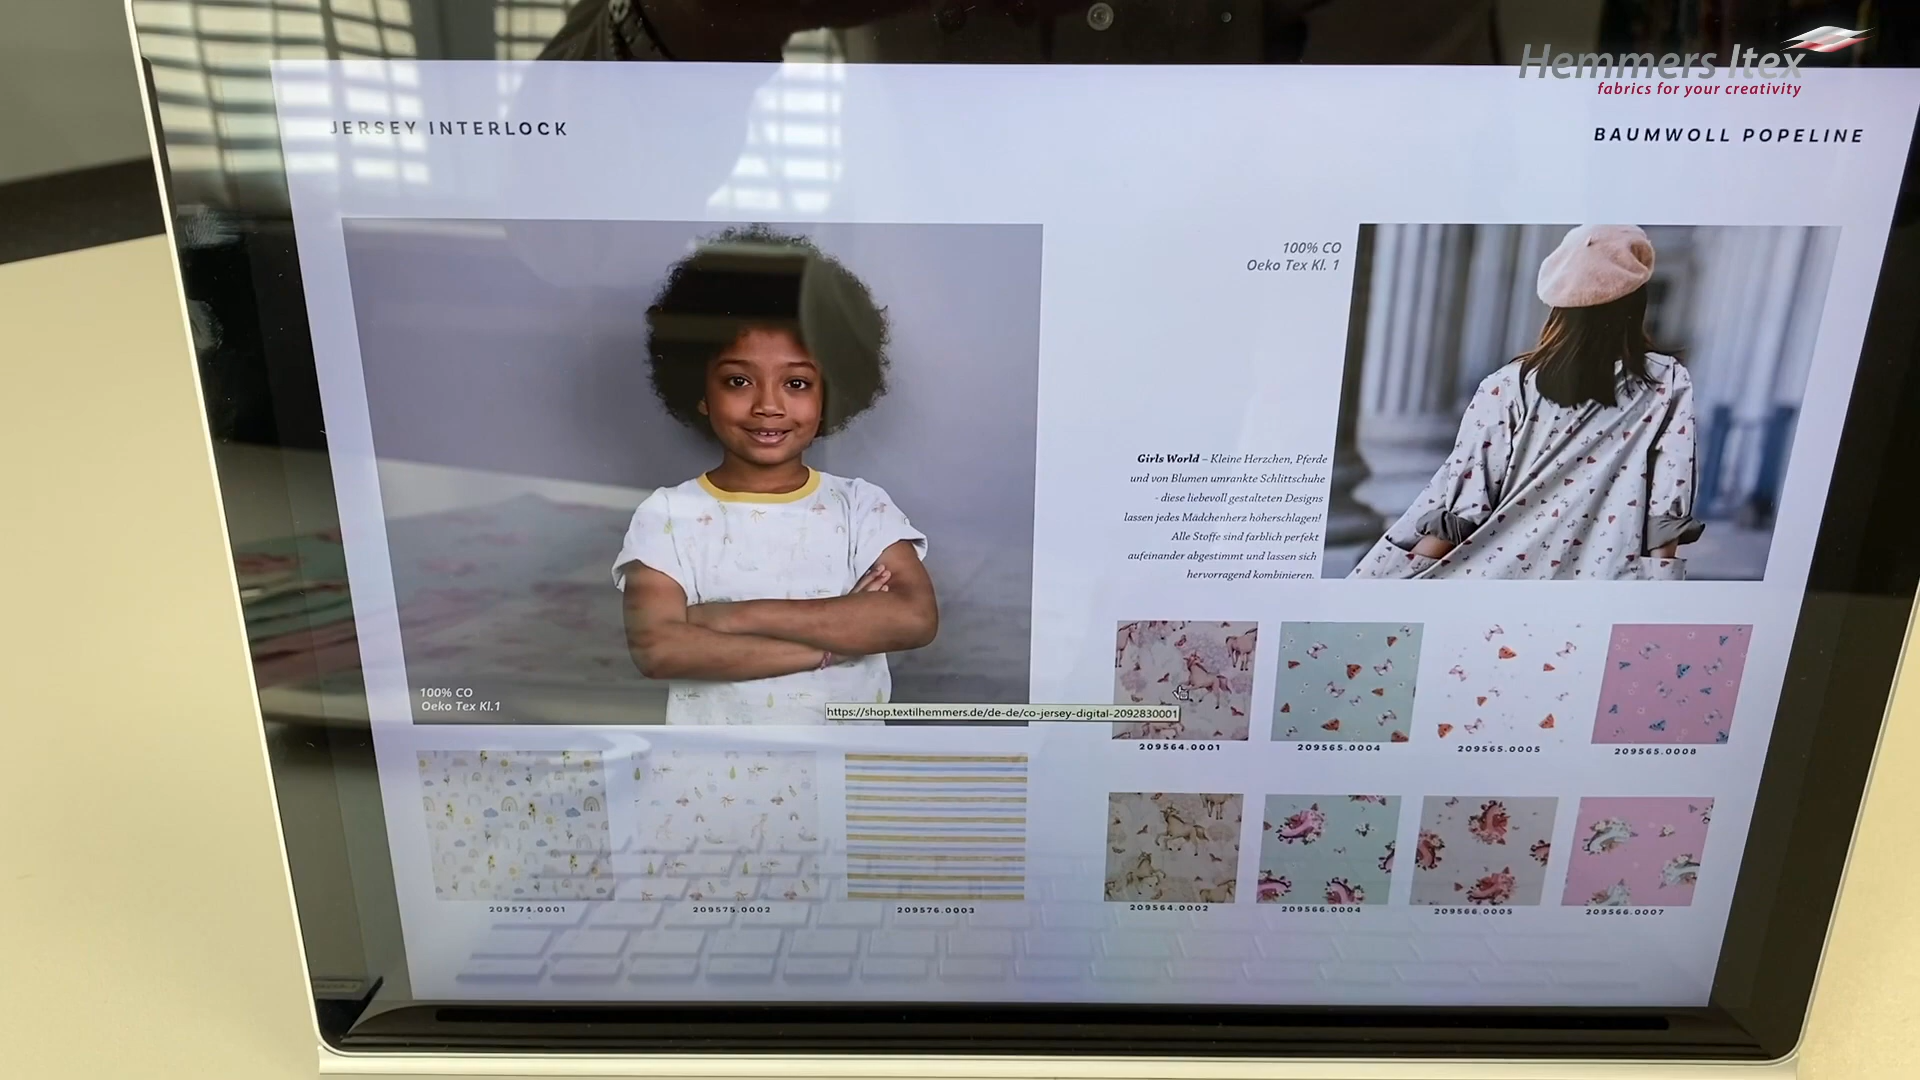 Hemmers Itex
fabrics for your creativity
JERSEY INTERLOCK
BAUMWOLL POPELINE
100% CO
Oeko Tex Kl. 1
Girls World – Kleine Herzchen, Pferde
und von Blumen umrankte Schlittschuhe
- diese liebevoll gestalteten Designs
lassen jedes Mädchenherz höherschlagen!
Alle Stoffe sind farblich perfekt
aufeinander abgestimmt und lassen sich
hervorragend kombinieren.
100% CO
Oeko Tex Kl.1
https://shop.textilhemmers.de/de-de/co-jersey-digital-2092830001
209564.0001
209565.0004
209565.0005
209565.0008
209574.0001
209575.0002
209576.0003
209564.0002
209566.0004
209566.0005
209566.0007